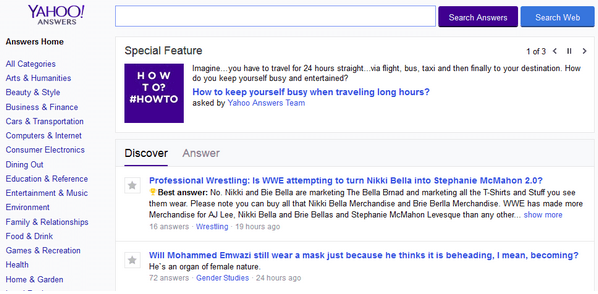 YAHOO!
ANSWERS
Search Answers
Search Web
Answers Home
All Categories
Arts & Humanities
Beauty & Style
Business & Finance
Cars & Transportation
Computers & Internet
Consumer Electronics
Dining Out
Education & Reference
Entertainment & Music
Environment
Family & Relationships
Food & Drink
Games & Recreation
Health
Home & Garden
Special Feature
1 of 3
HOW
TO?
#HOWTO
Imagine...you have to travel for 24 hours straight...via flight, bus, taxi and then finally to your destination. How
do you keep yourself busy and entertained?
How to keep yourself busy when traveling long hours?
asked by Yahoo Answers Team
Discover
Answer
Professional Wrestling: Is WWE attempting to turn Nikki Bella into Stephanie McMahon 2.0?
Best answer: No. Nikki and Bie Bella are marketing The Bella Bmad and marketing all the T-Shirts and Stuff you see
them wear. Please note you can buy all that Nikki Bella Merchandise and Brie Berlla Merchandise. WWE has made more
Merchandise for AJ Lee, Nikki Bella and Brie Bellas and Stephanie McMahon Levesque than any other... show more
16 answers · Wrestling · 19 hours ago
Will Mohammed Emwazi still wear a mask just because he thinks it is beheading, I mean, becoming?
He`s an organ of female nature.
72 answers · Gender Studies · 24 hours ago